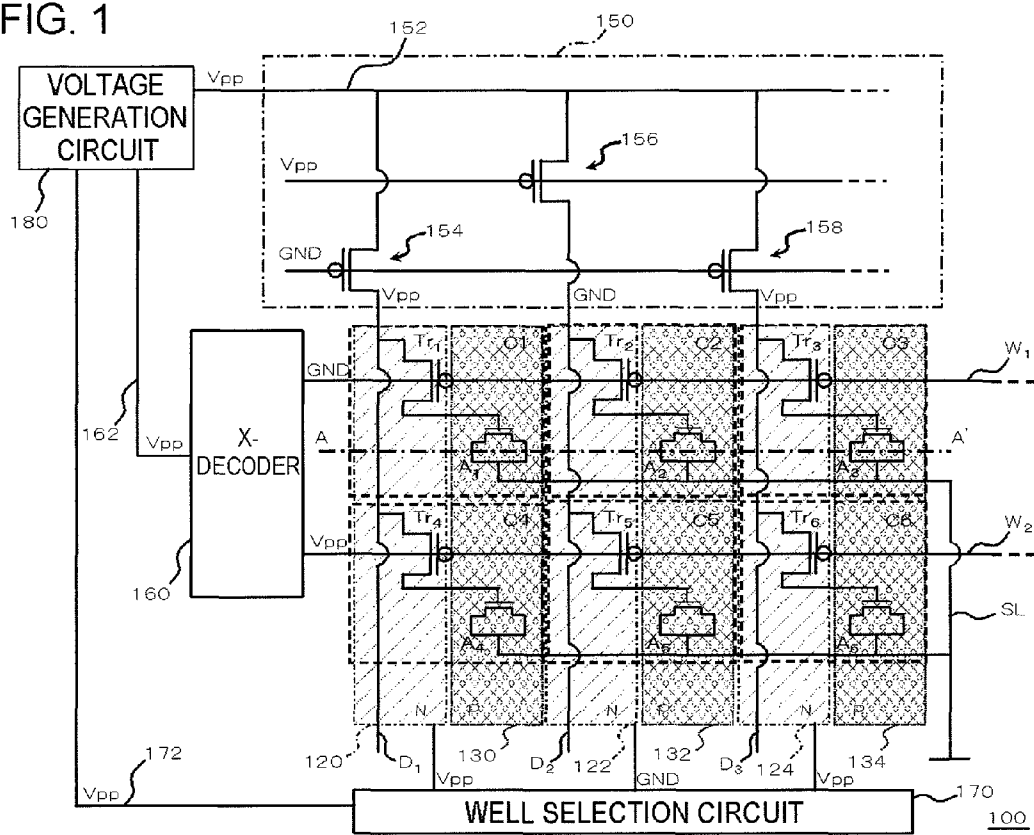 FIG. 1
152
150
VOLTAGE
GENERATION
CIRCUIT
Vpp
180
Vpp
156
GND
154
158
Vpp
GND
Vpp
162
Vpp
X-
DECODER
160
GND
Tr1
C1
Tr2
C2
Tr3
C3
W1
A
A1
A2
A3
A'
Vpp
Tr4
C4
Tr5
C5
Tr6
C6
W2
A4
SL
N
P
N
P
N
P
172
120
D1
130
D2
122
132
D3
124
134
Vpp
GND
Vpp
Vpp
WELL SELECTION CIRCUIT
170
100